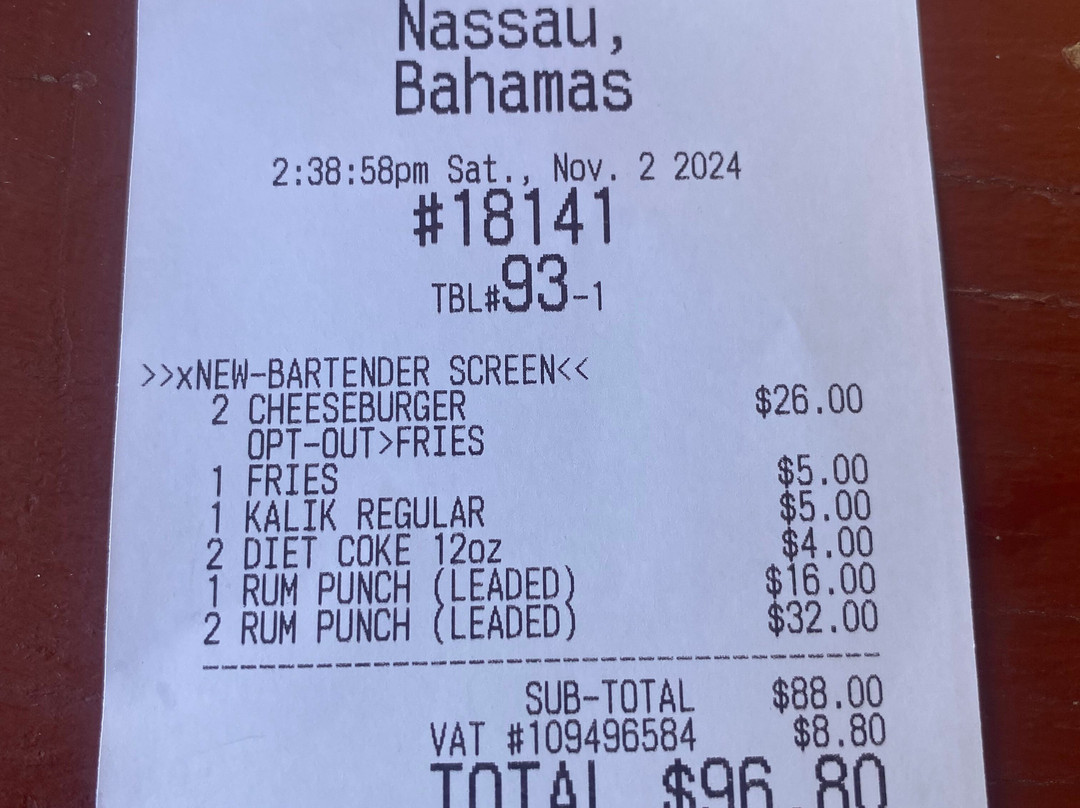 Nassau,
Bahamas
2:38:58pm Sat., Nov. 2 2024
#18141
TBL#93-1
>>xNEW-BARTENDER SCREEN<<
2 CHEESEBURGER $26.00
OPT-OUT>FRIES
1 FRIES $5.00
1 KALIK REGULAR $5.00
2 DIET COKE 12oz $4.00
1 RUM PUNCH (LEADED) $16.00
2 RUM PUNCH (LEADED) $32.00
SUB-TOTAL $88.00
VAT #109496584 $8.80
TOTAL $96.80